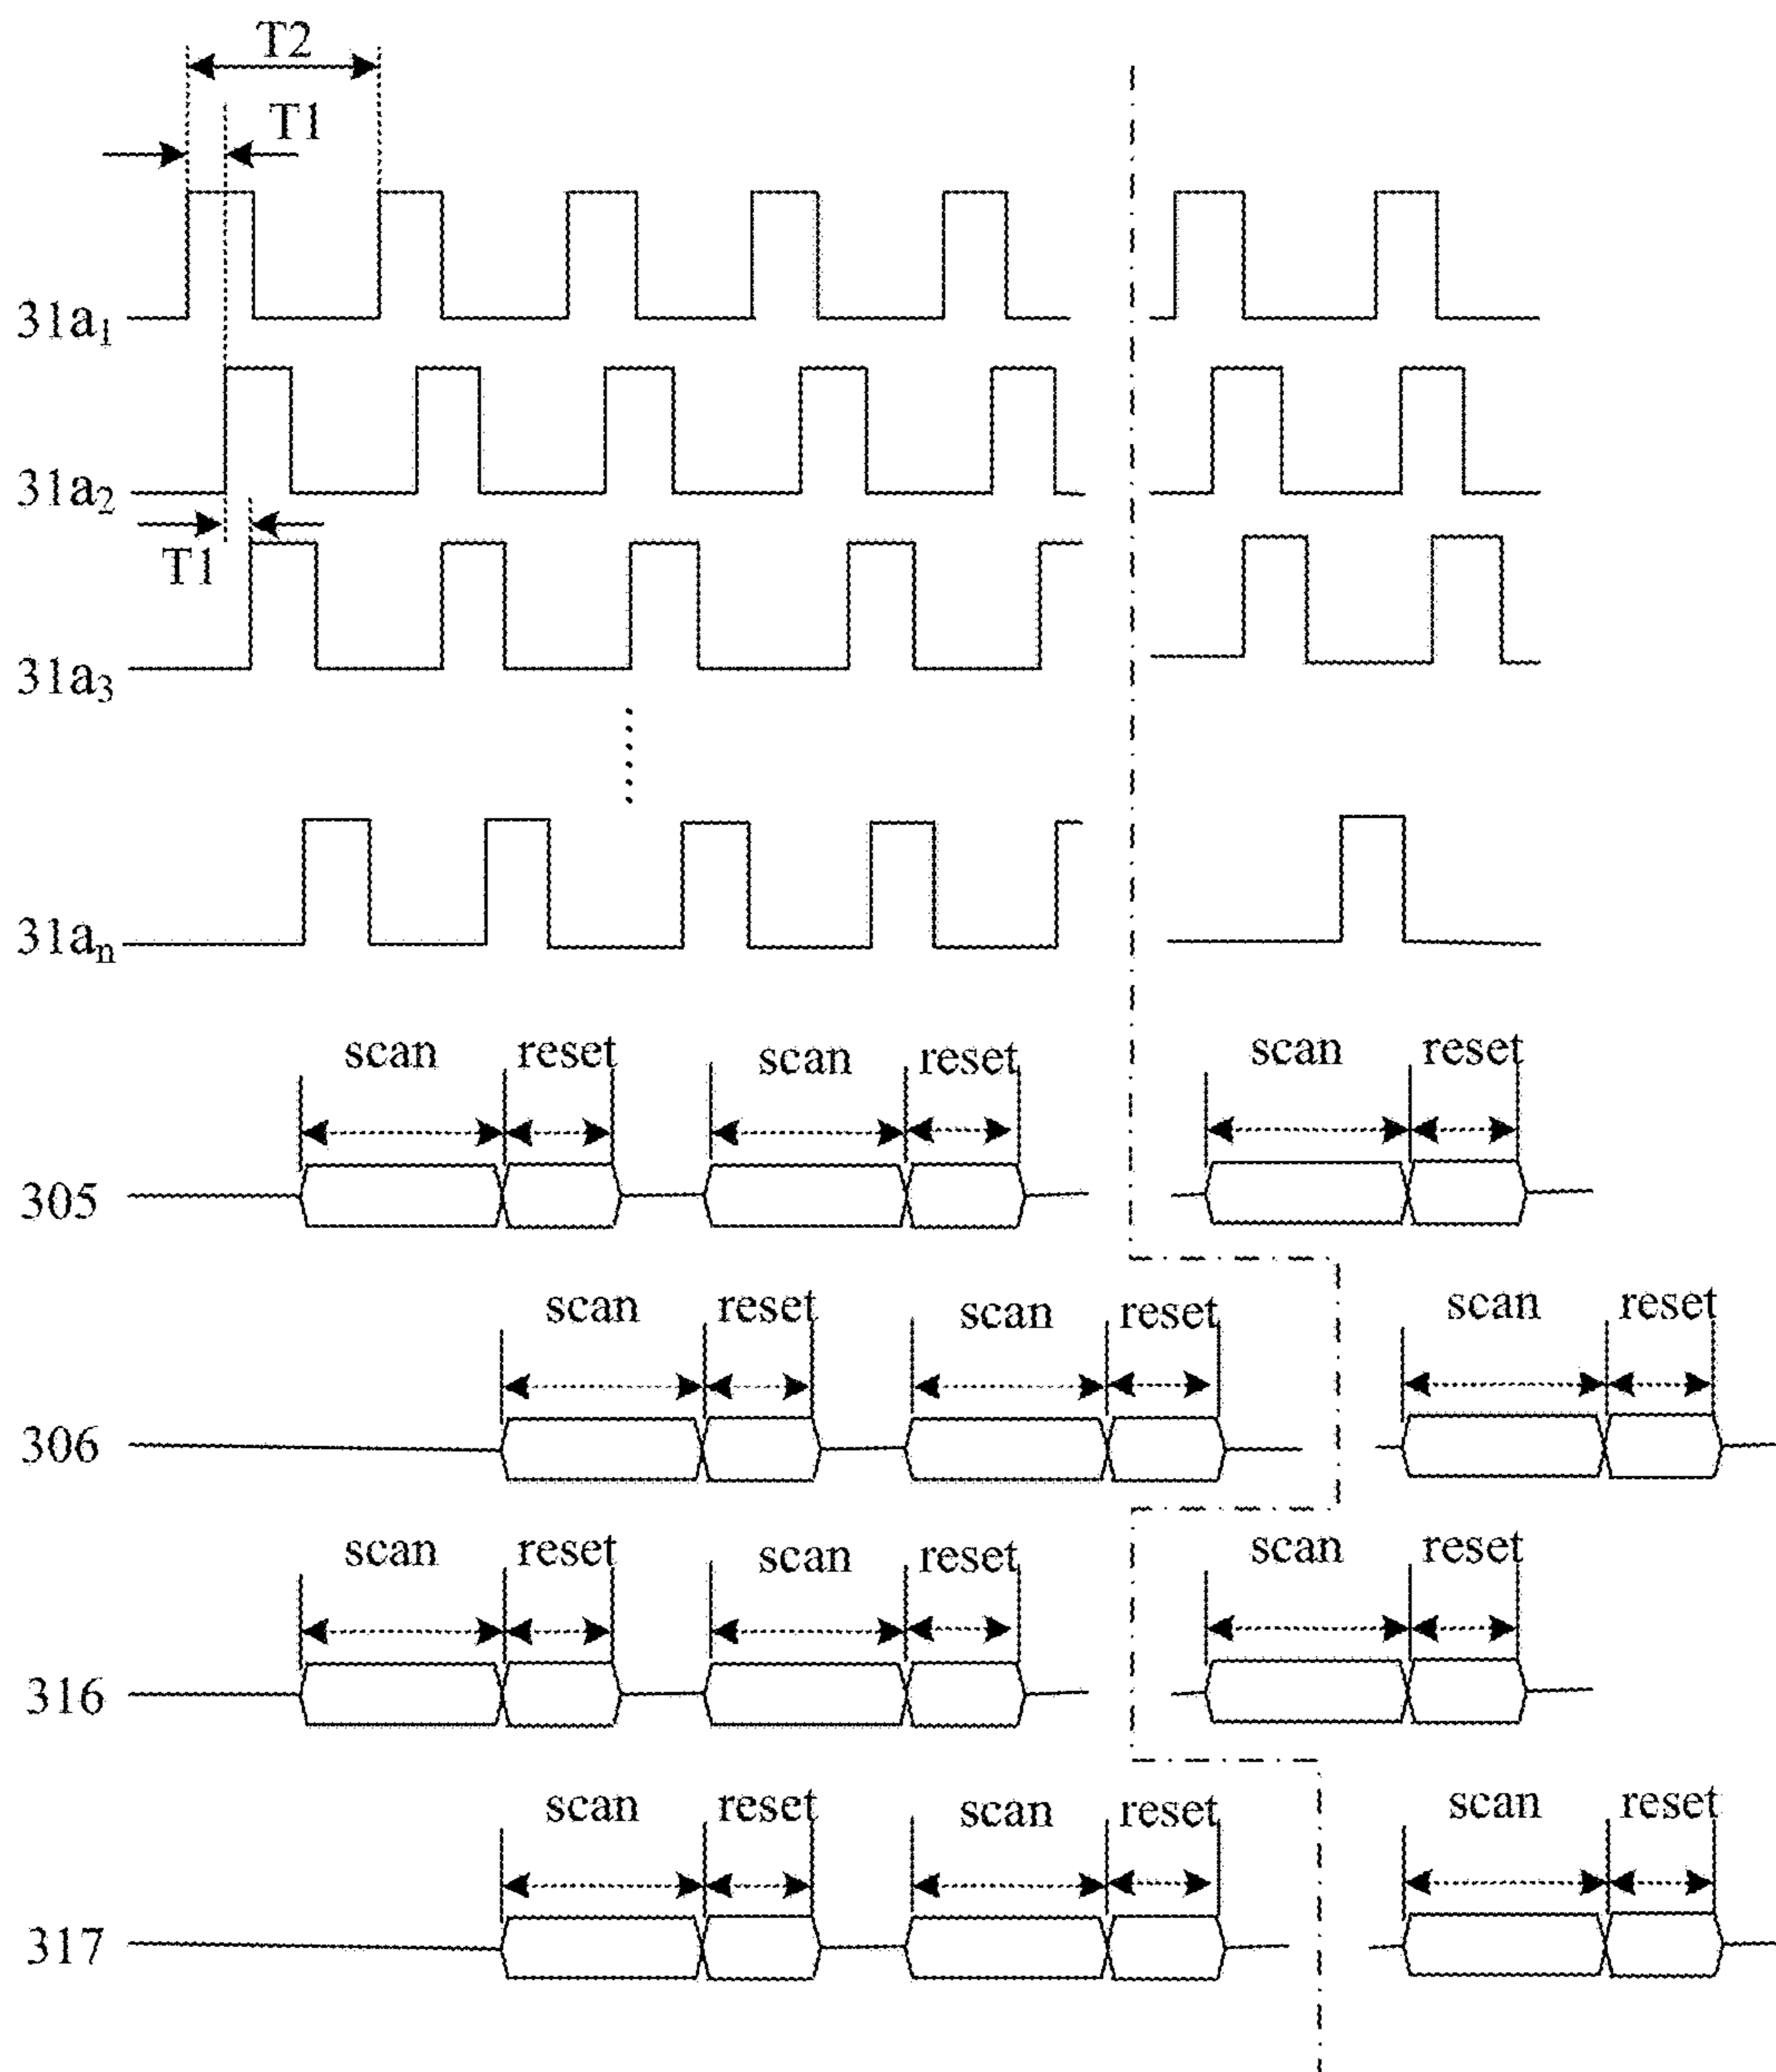 T2
T1
31a₁
31a₂
T1
31a₃
31aₙ
scan reset scan reset scan reset
305
scan reset scan reset scan reset
306
scan reset scan reset scan reset
316
scan reset scan reset scan reset
317